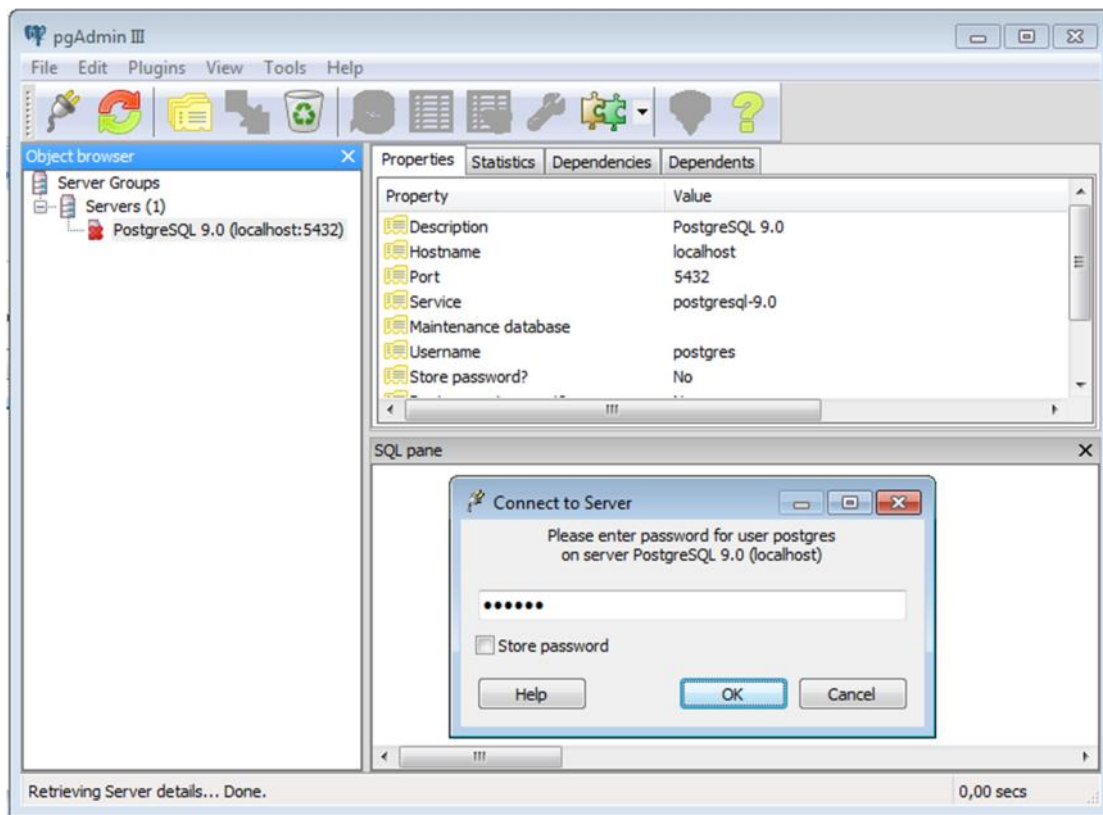 pgAdmin III
File Edit Plugins View Tools Help
Object browser
Server Groups
Servers (1)
PostgreSQL 9.0 (localhost:5432)
Properties Statistics Dependencies Dependents
Property Value
Description PostgreSQL 9.0
Hostname localhost
Port 5432
Service postgresql-9.0
Maintenance database
Username postgres
Store password? No
SQL pane
Connect to Server
Please enter password for user postgres
on server PostgreSQL 9.0 (localhost)
••••••
Store password
Help OK Cancel
Retrieving Server details... Done. 0,00 secs